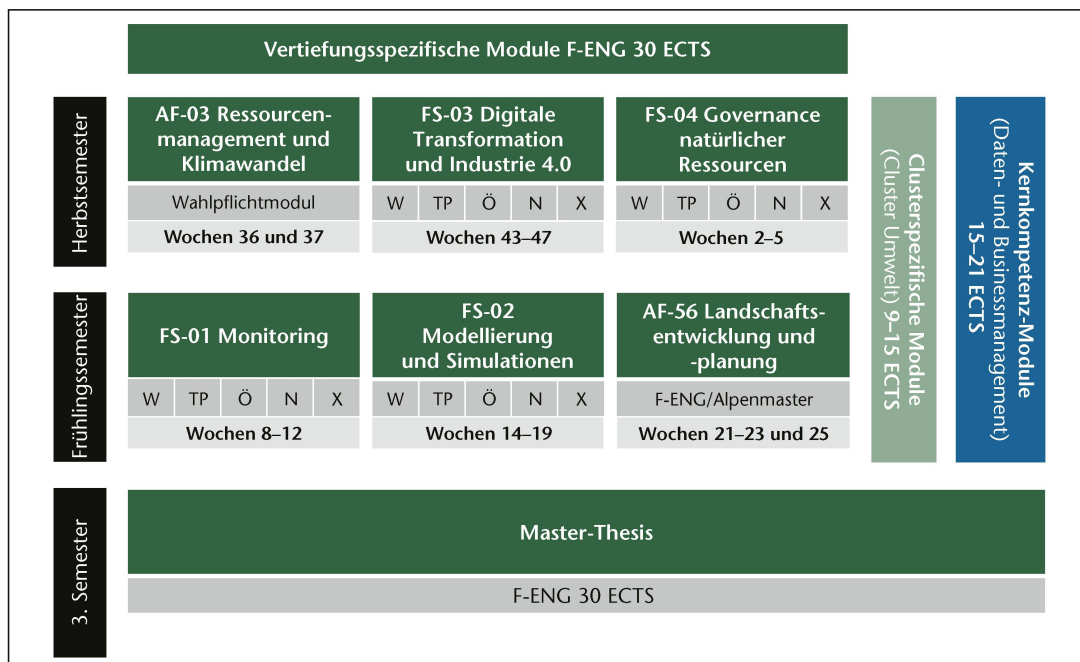 Vertiefungsspezifische Module F-ENG 30 ECTS
Herbstsemester
AF-03 Ressourcen-
management und
Klimawandel
Wahlpflichtmodul
Wochen 36 und 37
FS-03 Digitale
Transformation
und Industrie 4.0
W TP Ö N X
Wochen 43–47
FS-04 Governance
natürlicher
Ressourcen
W TP Ö N X
Wochen 2–5
Frühlingssemester
FS-01 Monitoring
W TP Ö N X
Wochen 8–12
FS-02
Modellierung
und Simulationen
W TP Ö N X
Wochen 14–19
AF-56 Landschafts-
entwicklung und
-planung
F-ENG/Alpenmaster
Wochen 21–23 und 25
Clusterspezifische Module
(Cluster Umwelt) 9–15 ECTS
Kernkompetenz-Module
(Daten- und Businessmanagement)
15–21 ECTS
3. Semester
Master-Thesis
F-ENG 30 ECTS